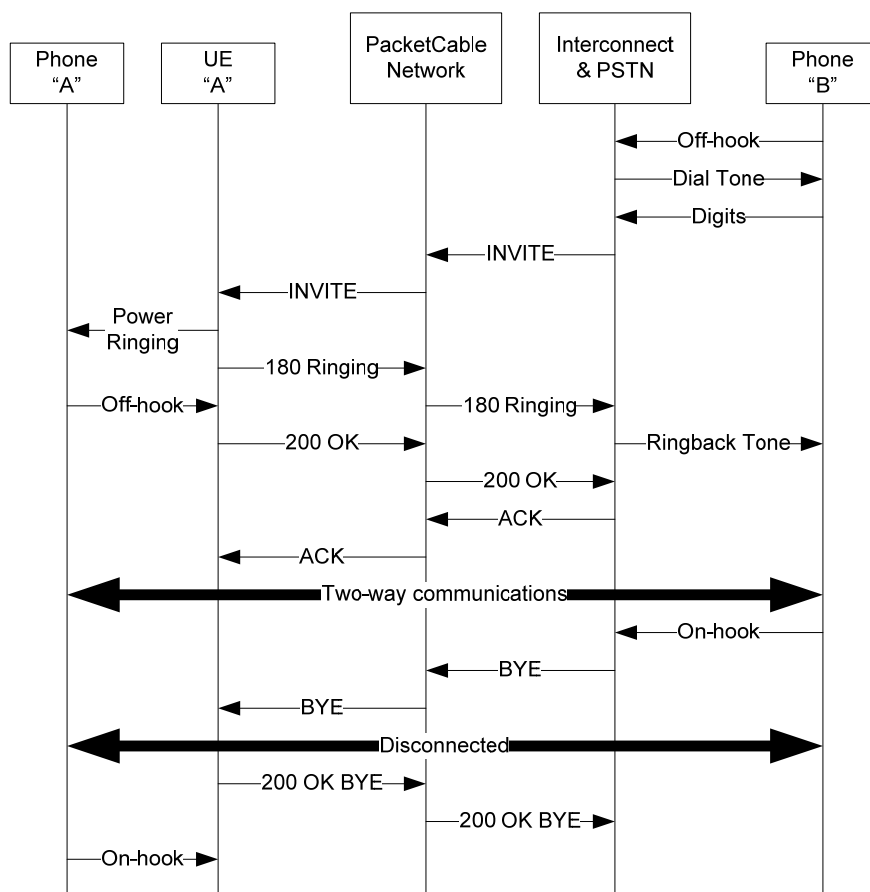 Phone
“A”
UE
“A”
PacketCable
Network
Interconnect
& PSTN
Phone
“B”
Off-hook
Dial Tone
Digits
INVITE
INVITE
Power
Ringing
180 Ringing
Off-hook
180 Ringing
200 OK
Ringback Tone
200 OK
ACK
ACK
Two-way communications
On-hook
BYE
BYE
Disconnected
200 OK BYE
200 OK BYE
On-hook